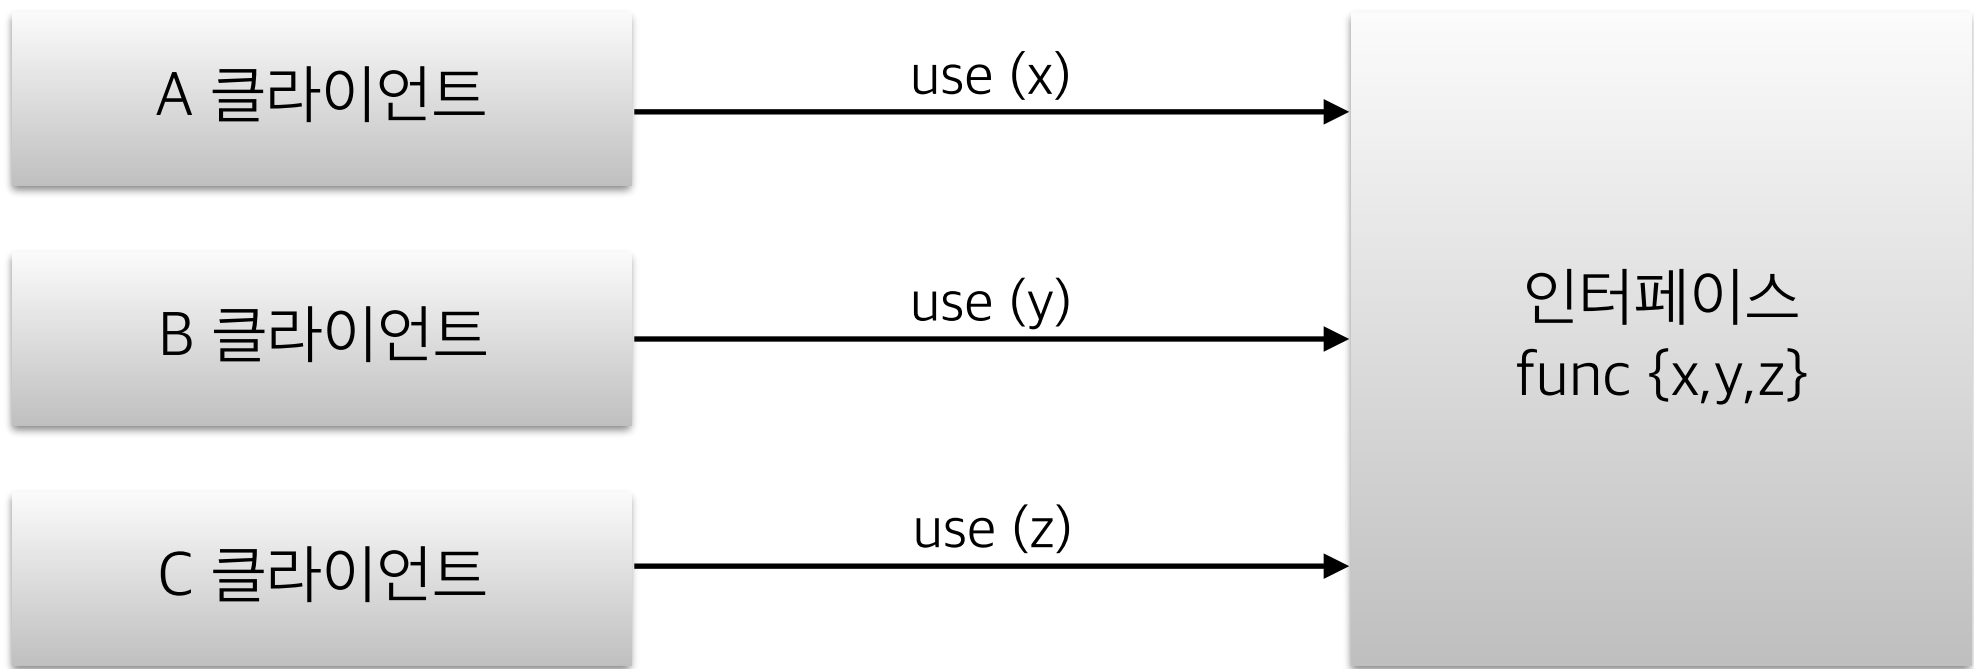 A 클라이언트
use (x)
B 클라이언트
use (y)
C 클라이언트
use (z)
인터페이스
func {x,y,z}